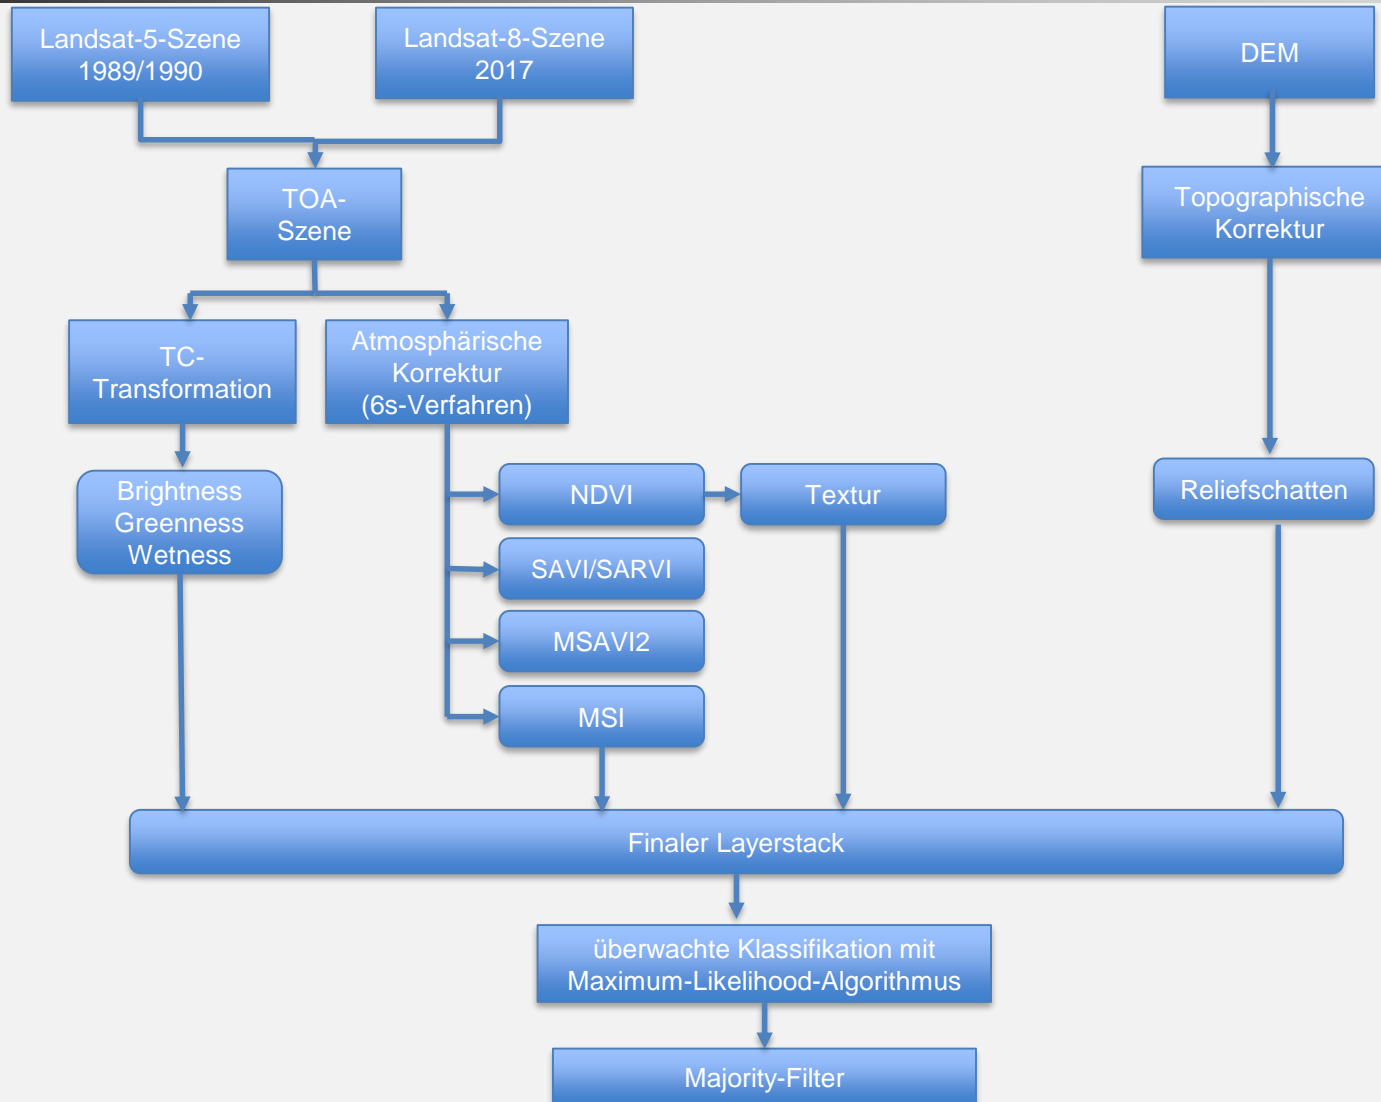 Landsat-5-Szene
1989/1990
Landsat-8-Szene
2017
DEM
TOA-
Szene
Topographische
Korrektur
TC-
Transformation
Atmosphärische
Korrektur
(6s-Verfahren)
Brightness
Greenness
Wetness
NDVI
Textur
Reliefschatten
SAVI/SARVI
MSAVI2
MSI
Finaler Layerstack
überwachte Klassifikation mit
Maximum-Likelihood-Algorithmus
Majority-Filter